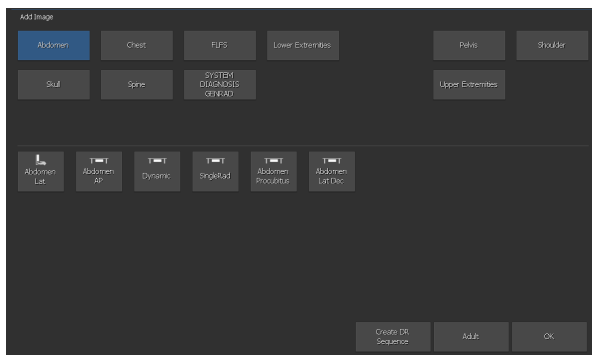 Add Image
Abdomen
Chest
FLFS
Lower Extremities
Pelvis
Shoulder
Skull
Spine
SYSTEM
DIAGNOSIS
GENRAD
Upper Extremities
Abdomen
Lat
Abdomen
AP
Dynamic
SingleRad
Abdomen
Procubitus
Abdomen
Lat Dec
Create DR
Sequence
Adult
OK